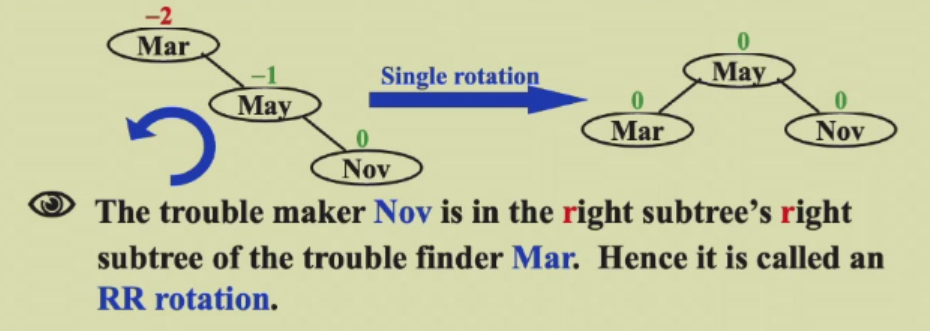 –2
Mar
–1
May
0
Nov
Single rotation
0
May
0
Mar
0
Nov
The trouble maker Nov is in the right subtree’s right
subtree of the trouble finder Mar. Hence it is called an
RR rotation.